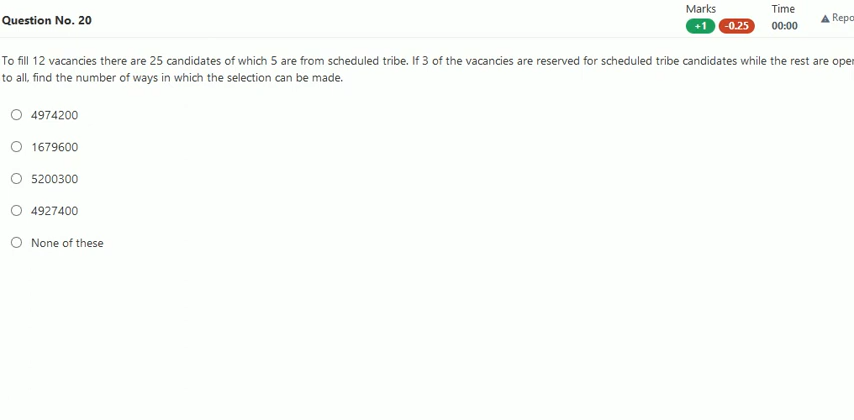 Question No. 20
Marks
+1 -0.25
Time
00:00
To fill 12 vacancies there are 25 candidates of which 5 are from scheduled tribe. If 3 of the vacancies are reserved for scheduled tribe candidates while the rest are
to all, find the number of ways in which the selection can be made.
4974200
1679600
5200300
4927400
None of these